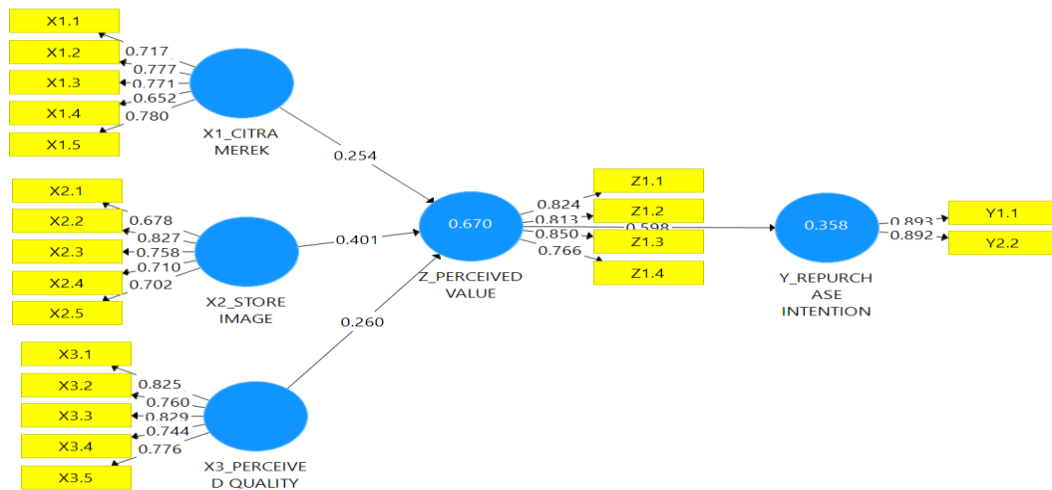 X1.1
X1.2
X1.3
X1.4
X1.5
0.717
0.777
0.771
0.652
0.780
X1_CITRA
MEREK
0.254
X2.1
X2.2
X2.3
X2.4
X2.5
0.678
0.827
0.758
0.710
0.702
X2_STORE
IMAGE
0.401
X3.1
X3.2
X3.3
X3.4
X3.5
0.825
0.760
0.829
0.744
0.776
X3_PERCEIVE
D QUALITY
0.260
0.670
Z_PERCEIVED
VALUE
0.824
0.813
0.850
0.766
Z1.1
Z1.2
Z1.3
Z1.4
0.598
0.358
Y_REPURCH
ASE
INTENTION
0.893
0.892
Y1.1
Y2.2